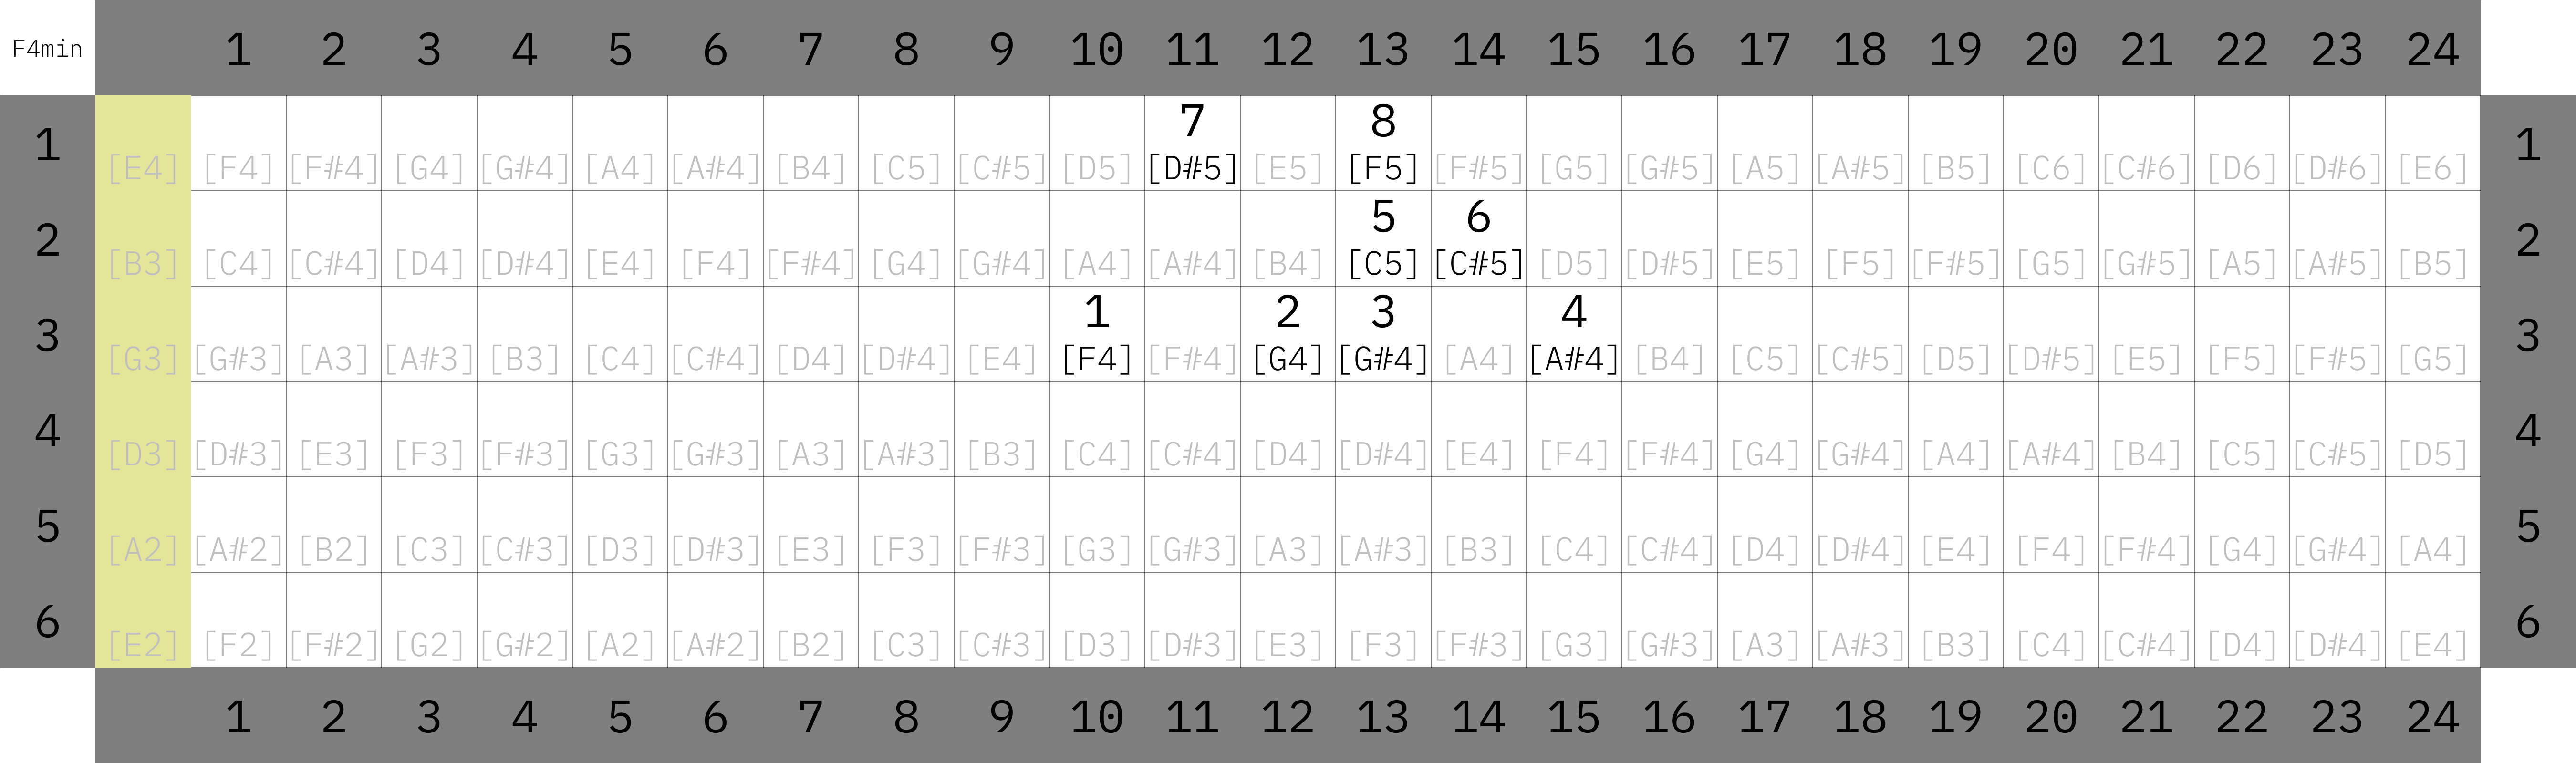 F4min 1 2 3 4 5 6 7 8 9 10 11 12 13 14 15 16 17 18 19 20 21 22 23 24
7 8
1 [E4] [F4] [F#4] [G4] [G#4] [A4] [A#4] [B4] [C5] [C#5] [D5] [D#5] [E5] [F5] [F#5] [G5] [G#5] [A5] [A#5] [B5] [C6] [C#6] [D6] [D#6] [E6] 1
5 6
2 [B3] [C4] [C#4] [D4] [D#4] [E4] [F4] [F#4] [G4] [G#4] [A4] [A#4] [B4] [C5] [C#5] [D5] [D#5] [E5] [F5] [F#5] [G5] [G#5] [A5] [A#5] [B5] 2
1 2 3 4
3 [G3] [G#3] [A3] [A#3] [B3] [C4] [C#4] [D4] [D#4] [E4] [F4] [F#4] [G4] [G#4] [A4] [A#4] [B4] [C5] [C#5] [D5] [D#5] [E5] [F5] [F#5] [G5] 3
4 [D3] [D#3] [E3] [F3] [F#3] [G3] [G#3] [A3] [A#3] [B3] [C4] [C#4] [D4] [D#4] [E4] [F4] [F#4] [G4] [G#4] [A4] [A#4] [B4] [C5] [C#5] [D5] 4
5 [A2] [A#2] [B2] [C3] [C#3] [D3] [D#3] [E3] [F3] [F#3] [G3] [G#3] [A3] [A#3] [B3] [C4] [C#4] [D4] [D#4] [E4] [F4] [F#4] [G4] [G#4] [A4] 5
6 [E2] [F2] [F#2] [G2] [G#2] [A2] [A#2] [B2] [C3] [C#3] [D3] [D#3] [E3] [F3] [F#3] [G3] [G#3] [A3] [A#3] [B3] [C4] [C#4] [D4] [D#4] [E4] 6
1 2 3 4 5 6 7 8 9 10 11 12 13 14 15 16 17 18 19 20 21 22 23 24